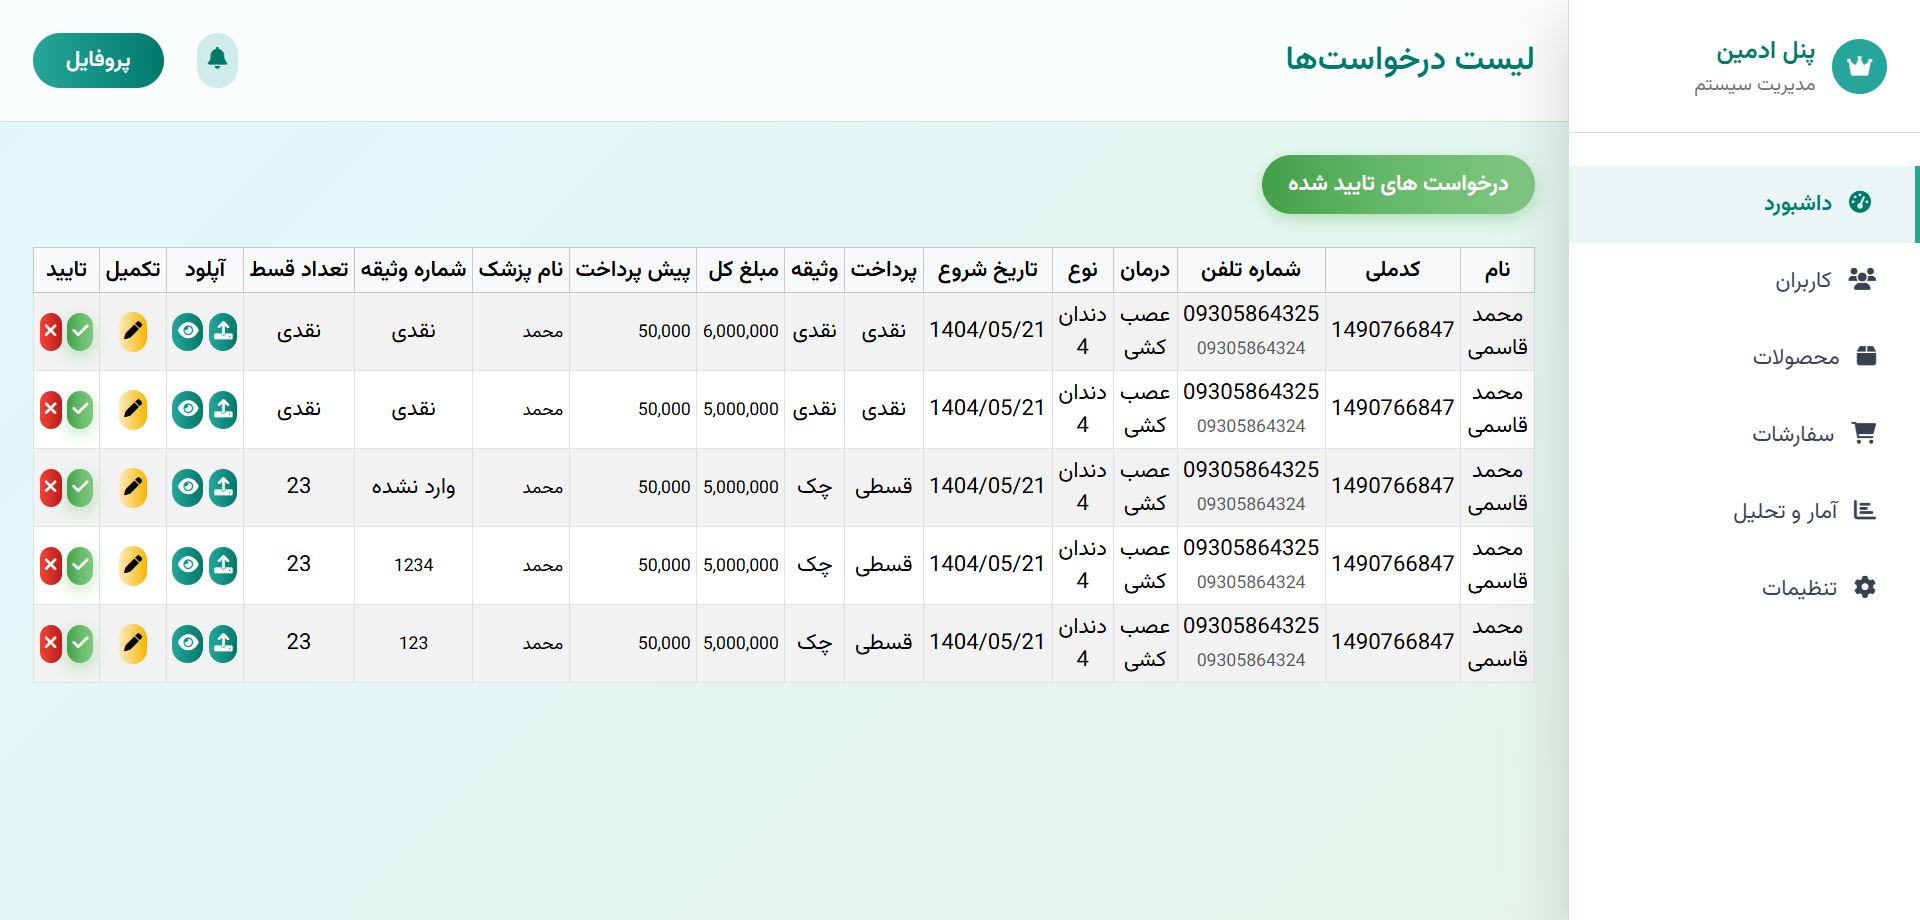 پنل ادمین
مدیریت سیستم
داشبورد
کاربران
محصولات
سفارشات
آمار و تحلیل
تنظیمات
لیست درخواست‌ها
پروفایل
درخواست های تایید شده
نام کدملی شماره تلفن درمان نوع تاریخ شروع پرداخت وثیقه مبلغ کل پیش پرداخت نام پزشک شماره وثیقه تعداد قسط آپلود تکمیل تایید
محمد قاسمی 1490766847 09305864325 09305864324 عصب کشی دندان 4 1404/05/21 نقدی نقدی 6,000,000 50,000 محمد نقدی نقدی
محمد قاسمی 1490766847 09305864325 09305864324 عصب کشی دندان 4 1404/05/21 نقدی نقدی 5,000,000 50,000 محمد نقدی نقدی
محمد قاسمی 1490766847 09305864325 09305864324 عصب کشی دندان 4 1404/05/21 قسطی چک 5,000,000 50,000 محمد وارد نشده 23
محمد قاسمی 1490766847 09305864325 09305864324 عصب کشی دندان 4 1404/05/21 قسطی چک 5,000,000 50,000 محمد 1234 23
محمد قاسمی 1490766847 09305864325 09305864324 عصب کشی دندان 4 1404/05/21 قسطی چک 5,000,000 50,000 محمد 123 23